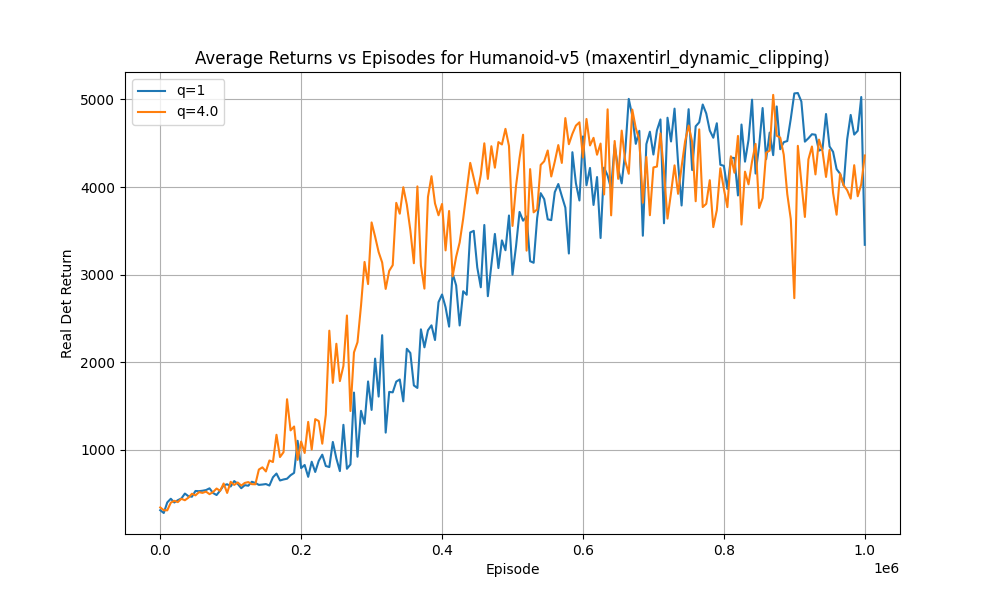 Average Returns vs Episodes for Humanoid-v5 (maxentirl_dynamic_clipping)
q=1
q=4.0
Real Det Return
5000
4000
3000
2000
1000
0.0
0.2
0.4
0.6
0.8
1.0
Episode
1e6